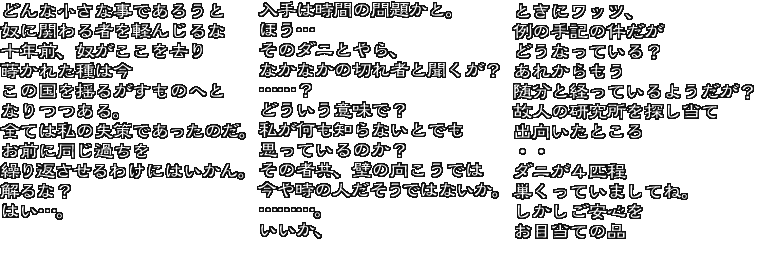 どんな小さな事であろうと
奴に関わる者を軽んじるな
十年前、奴がここを去り
蒔かれた種は今
この国を揺るがすものへと
なりつつある。
全ては私の失策であったのだ。
お前に同じ過ちを
繰り返させるわけにはいかん。
解るな？
はい…。
入手は時間の問題かと。
ほう…
そのダニとやら、
なかなかの切れ者と聞くが？
……？
どういう意味で？
私が何も知らないとでも
思っているのか？
その者共、壁の向こうでは
今や時の人だそうではないか。
………。
いいか、
ときにワッツ、
例の手記の件だが
どうなっている？
あれからもう
随分と経っているようだが？
故人の研究所を探し当て
出向いたところ
・・
ダニが４匹程
巣くっていましてね。
しかしご安心を
お目当ての品